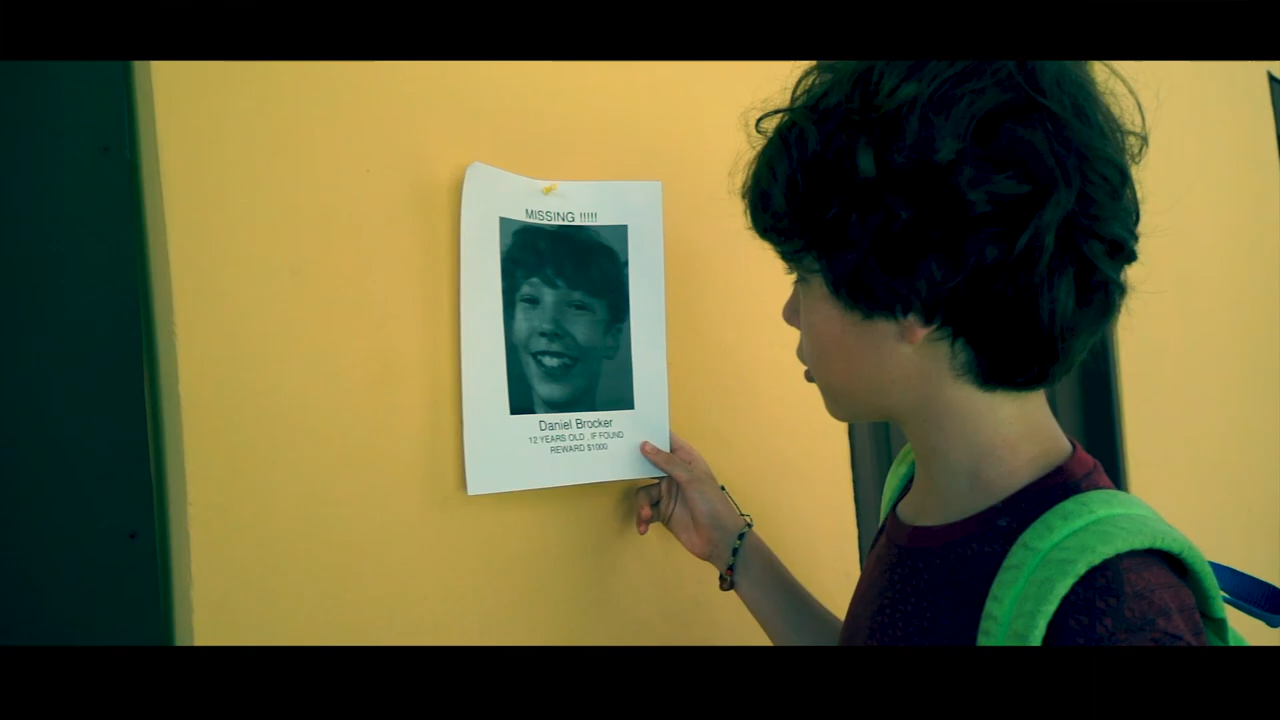 MISSING !!!!!
Daniel Brocker
12 YEARS OLD , IF FOUND
REWARD $1000